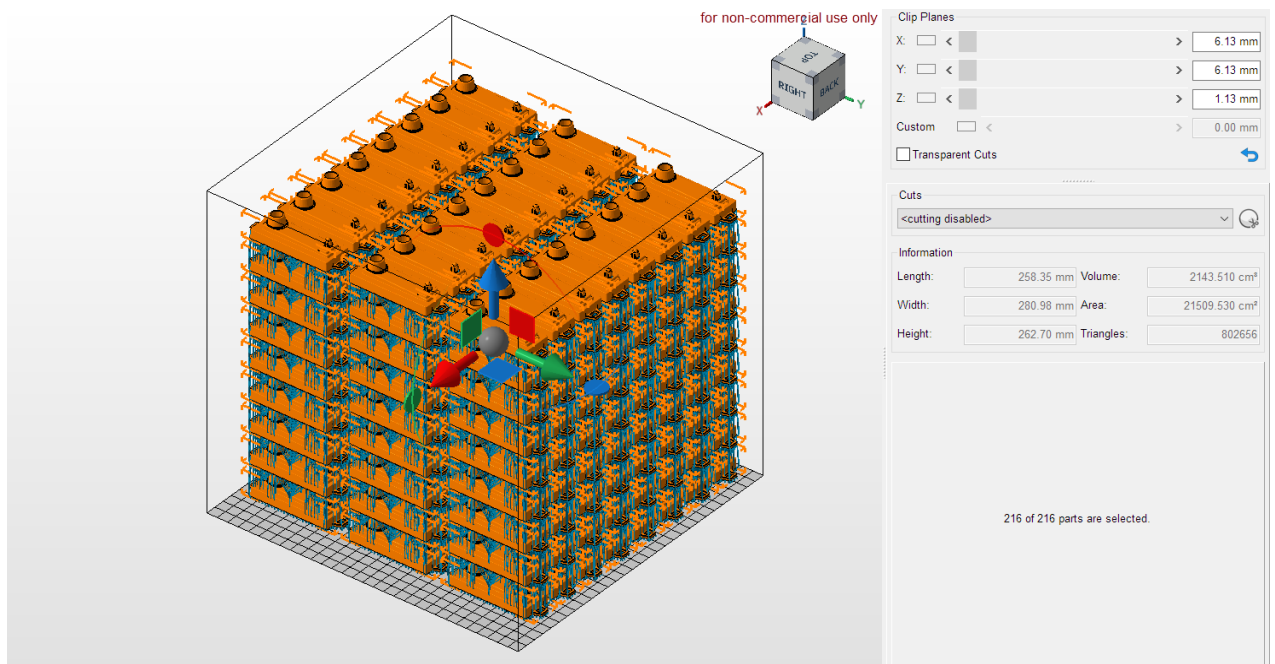 for non-commercial use only
Z
TOP
RIGHT
BACK
X
Y
Clip Planes
X: < > 6.13 mm
Y: < > 6.13 mm
Z: < > 1.13 mm
Custom < > 0.00 mm
Transparent Cuts
Cuts
<cutting disabled>
Information
Length: 258.35 mm Volume: 2143.510 cm³
Width: 280.98 mm Area: 21509.530 cm²
Height: 262.70 mm Triangles: 802656
216 of 216 parts are selected.